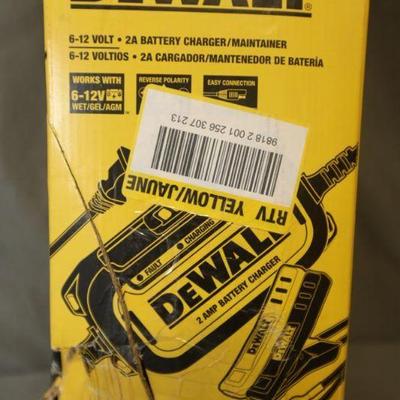 DEWALT®
6-12 VOLT • 2A BATTERY CHARGER/MAINTAINER
6-12 VOLTIOS • 2A CARGADOR/MANTENEDOR DE BATERÍA
WORKS WITH
6-12V
WET/GEL/AGM
REVERSE POLARITY
EASY CONNECTION
9818 2 001 256 307 213
RTV YELLOW/JAUNE
FAULT
CHARGING
DEWALT
2 AMP BATTERY CHARGER
DEWALT
DEWALT